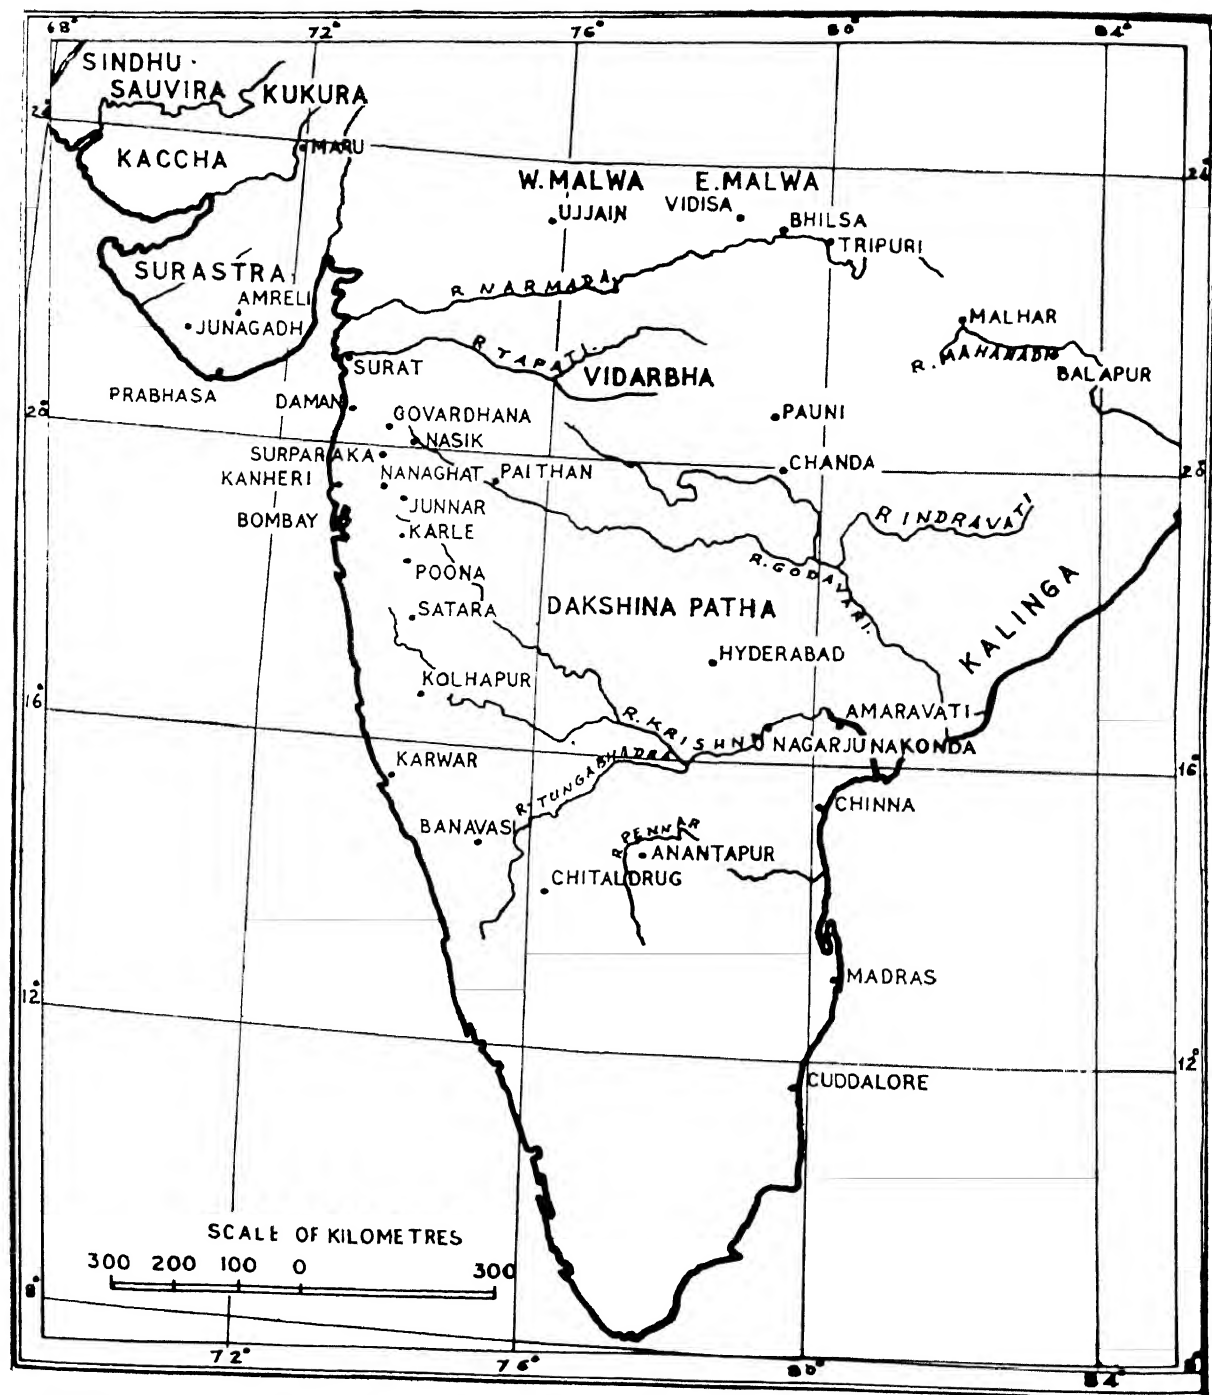 68° 72° 76° 80° 84°
SINDHU
SAUVIRA
KUKURA
24°
MARU
KACCHA
24°
W. MALWA
E. MALWA
VIDISA
UJJAIN
BHILSA
TRIPURI
SURASTRA
R. NARMADA
AMRELI
JUNAGADH
MALHAR
R. TAPATI.
R. MAHANADI
SURAT
VIDARBHA
BALAPUR
PRABHASA
DAMAN
20°
GOVARDHANA
PAUNI
NASIK
SURPARAKA
CHANDA
20°
KANHERI
NANAGHAT
PAITHAN
JUNNAR
R INDRAVATI
BOMBAY
KARLE
POONA
R. GODAVARI.
SATARA
DAKSHINA PATHA
KALINGA
HYDERABAD
KOLHAPUR
16°
AMARAVATI
R. KRISHNA
NAGARJUNAKONDA
KARWAR
R. TUNGABHADRA
16°
CHINNA
BANAVASI
R PENNAR
ANANTAPUR
CHITALDRUG
MADRAS
12°
12°
CUDDALORE
SCALE OF KILOMETRES
300 200 100 0 300
8°
72° 76° 80° 84°